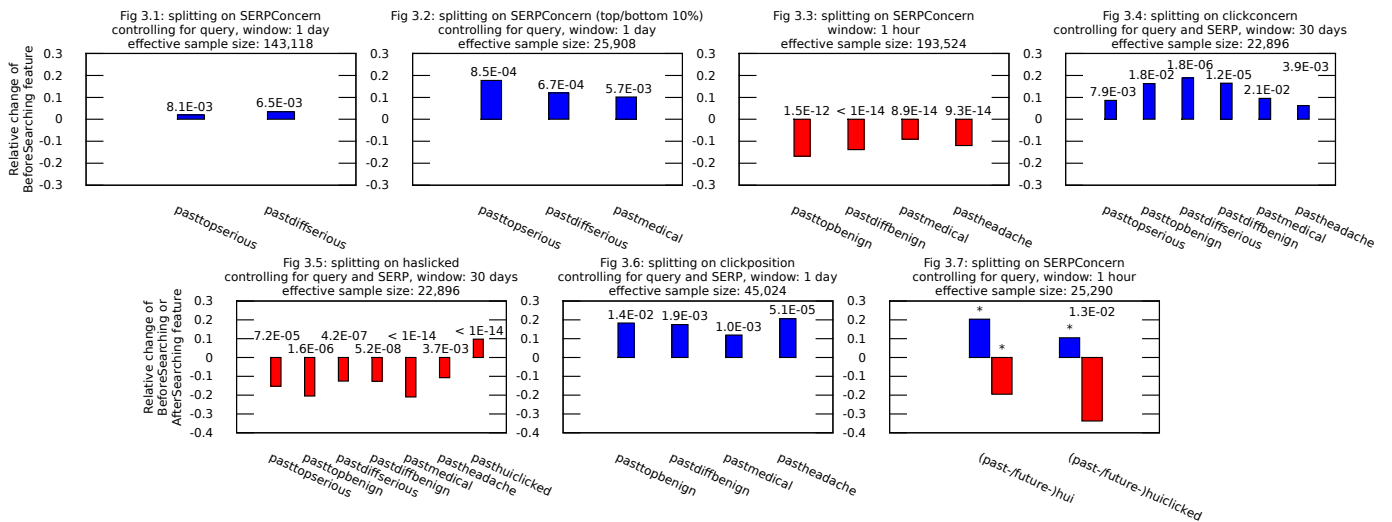 Fig 3.1: splitting on SERPConcern
controlling for query, window: 1 day
effective sample size: 143,118
Fig 3.2: splitting on SERPConcern (top/bottom 10%)
controlling for query, window: 1 day
effective sample size: 25,908
Fig 3.3: splitting on SERPConcern
window: 1 hour
effective sample size: 193,524
Fig 3.4: splitting on clickconcern
controlling for query and SERP, window: 30 days
effective sample size: 22,896
Relative change of
BeforeSearching feature
0.3
0.2
0.1
0
-0.1
-0.2
-0.3
8.1E-03
6.5E-03
pasttopserious
pastdiffserious
0.3
0.2
0.1
0
-0.1
-0.2
-0.3
8.5E-04
6.7E-04
5.7E-03
pasttopserious
pastdiffserious
pastmedical
0.3
0.2
0.1
0
-0.1
-0.2
-0.3
1.5E-12
< 1E-14
8.9E-14
9.3E-14
pasttopbenign
pastdiffbenign
pastmedical
pastheadache
0.3
0.2
0.1
0
-0.1
-0.2
-0.3
7.9E-03
1.8E-02
1.8E-06
1.2E-05
2.1E-02
3.9E-03
pasttopserious
pasttopbenign
pastdiffserious
pastdiffbenign
pastmedical
pastheadache
Fig 3.5: splitting on haslicked
controlling for query and SERP, window: 30 days
effective sample size: 22,896
Fig 3.6: splitting on clickposition
controlling for query and SERP, window: 1 day
effective sample size: 45,024
Fig 3.7: splitting on SERPConcern
controlling for query, window: 1 hour
effective sample size: 25,290
Relative change of
BeforeSearching or
AfterSearching feature
0.3
0.2
0.1
0
-0.1
-0.2
-0.3
-0.4
7.2E-05
1.6E-06
4.2E-07
5.2E-08
< 1E-14
3.7E-03
< 1E-14
pasttopserious
pasttopbenign
pastdiffserious
pastdiffbenign
pastmedical
pastheadache
pasthuiclicked
0.3
0.2
0.1
0
-0.1
-0.2
-0.3
-0.4
1.4E-02
1.9E-03
1.0E-03
5.1E-05
pasttopbenign
pastdiffbenign
pastmedical
pastheadache
0.3
0.2
0.1
0
-0.1
-0.2
-0.3
-0.4
*
*
*
1.3E-02
(past-/future-)hui
(past-/future-)huiclicked